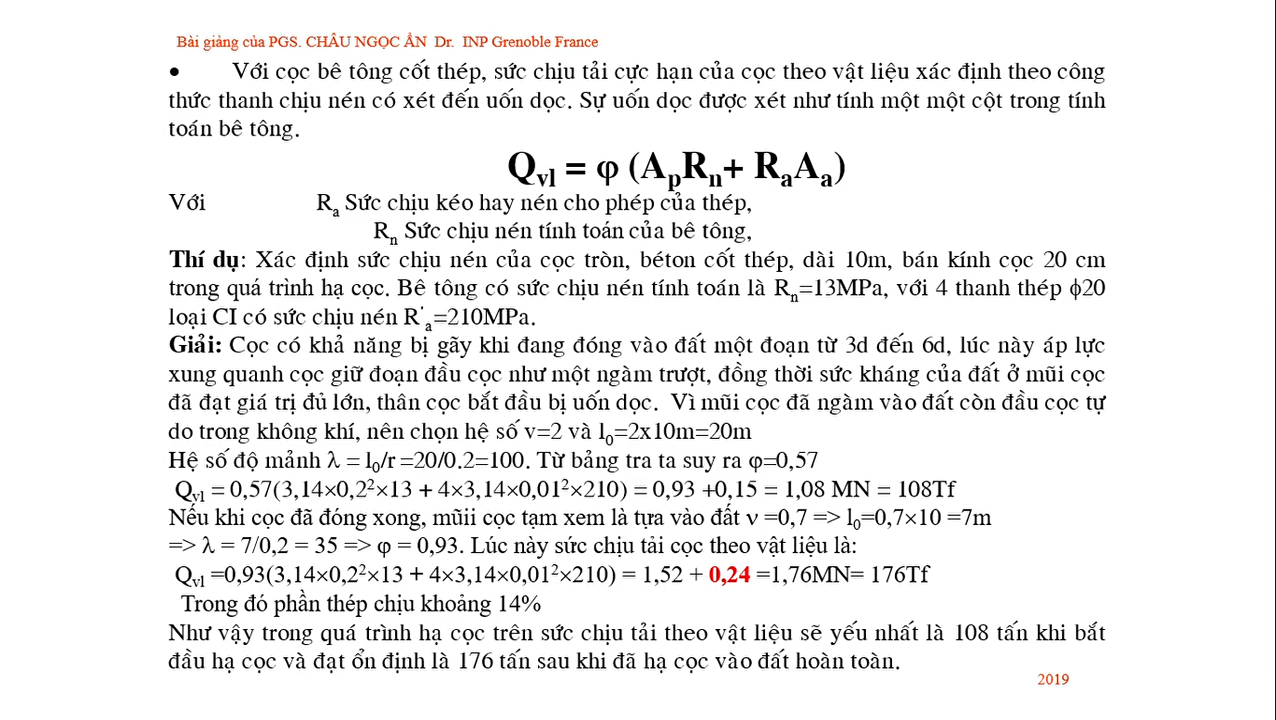 Bài giảng của PGS. CHÂU NGỌC ẨN Dr. INP Grenoble France
• Với cọc bê tông cốt thép, sức chịu tải cực hạn của cọc theo vật liệu xác định theo công
thức thanh chịu nén có xét đến uốn dọc. Sự uốn dọc được xét như tính một một cột trong tính
toán bê tông.
Qvl = φ (ApRn+ RaAa)
Với Ra Sức chịu kéo hay nén cho phép của thép,
Rn Sức chịu nén tính toán của bê tông,
Thí dụ: Xác định sức chịu nén của cọc tròn, béton cốt thép, dài 10m, bán kính cọc 20 cm
trong quá trình hạ cọc. Bê tông có sức chịu nén tính toán là Rn=13MPa, với 4 thanh thép ϕ20
loại CI có sức chịu nén R'a=210MPa.
Giải: Cọc có khả năng bị gãy khi đang đóng vào đất một đoạn từ 3d đến 6d, lúc này áp lực
xung quanh cọc giữ đoạn đầu cọc như một ngàm trượt, đồng thời sức kháng của đất ở mũi cọc
đã đạt giá trị đủ lớn, thân cọc bắt đầu bị uốn dọc. Vì mũi cọc đã ngàm vào đất còn đầu cọc tự
do trong không khí, nên chọn hệ số v=2 và l0=2x10m=20m
Hệ số độ mảnh λ = l0/r =20/0.2=100. Từ bảng tra ta suy ra φ=0,57
Qvl = 0,57(3,14×0,2²×13 + 4×3,14×0,01²×210) = 0,93 +0,15 = 1,08 MN = 108Tf
Nếu khi cọc đã đóng xong, mũii cọc tạm xem là tựa vào đất ν =0,7 => l0=0,7×10 =7m
=> λ = 7/0,2 = 35 => φ = 0,93. Lúc này sức chịu tải cọc theo vật liệu là:
Qvl =0,93(3,14×0,2²×13 + 4×3,14×0,01²×210) = 1,52 + 0,24 =1,76MN= 176Tf
Trong đó phần thép chịu khoảng 14%
Như vậy trong quá trình hạ cọc trên sức chịu tải theo vật liệu sẽ yếu nhất là 108 tấn khi bắt
đầu hạ cọc và đạt ổn định là 176 tấn sau khi đã hạ cọc vào đất hoàn toàn.
2019